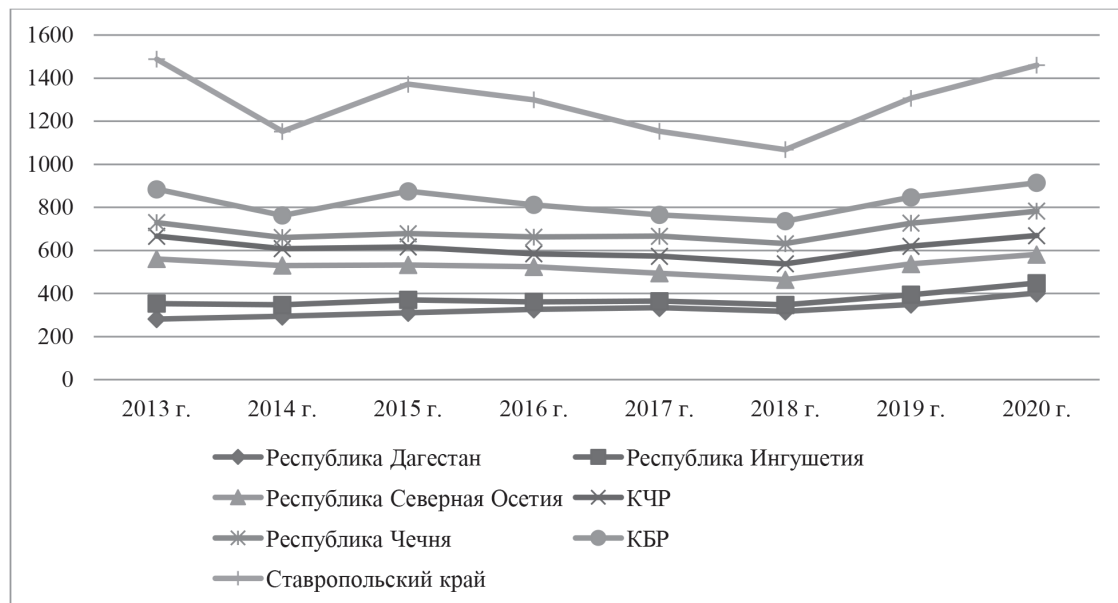 1600
1400
1200
1000
800
600
400
200
0
2013 г. 2014 г. 2015 г. 2016 г. 2017 г. 2018 г. 2019 г. 2020 г.
Республика Дагестан Республика Ингушетия
Республика Северная Осетия КЧР
Республика Чечня КБР
Ставропольский край